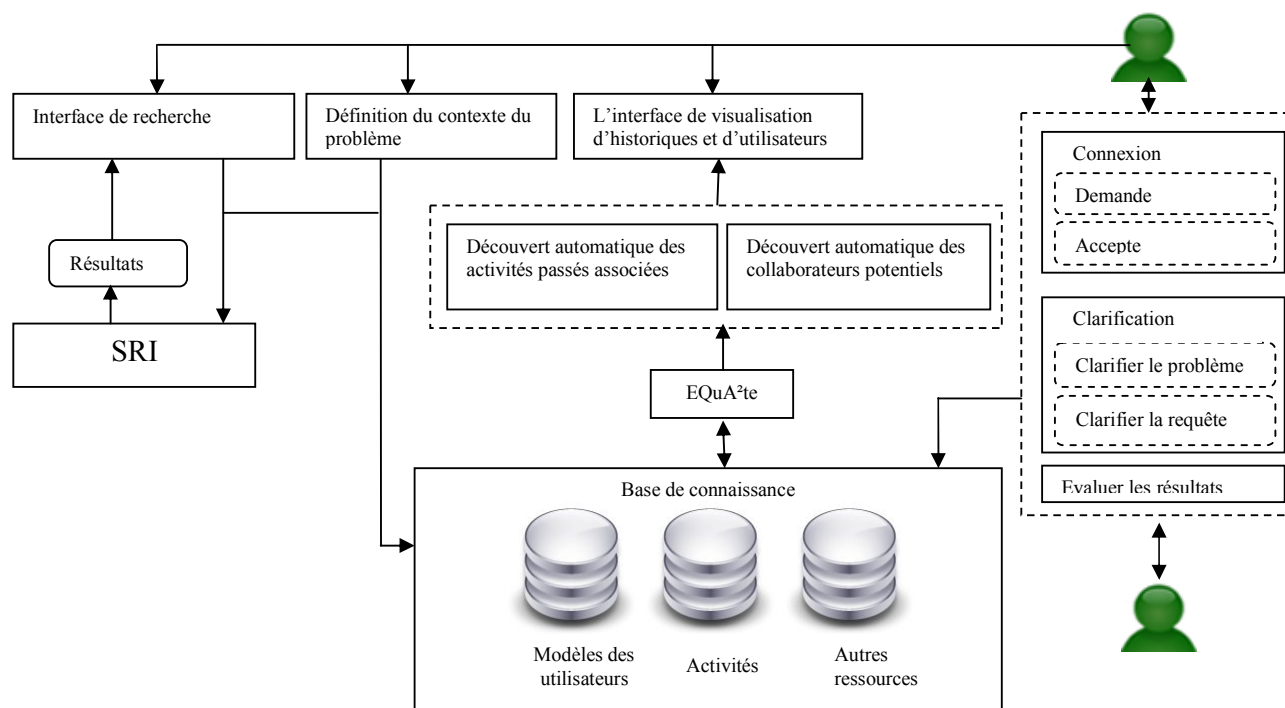 Interface de recherche
Définition du contexte du
problème
L’interface de visualisation
d’historiques et d’utilisateurs
Connexion
Demande
Accepte
Résultats
Découvert automatique des
activités passés associées
Découvert automatique des
collaborateurs potentiels
SRI
Clarification
Clarifier le problème
Clarifier la requête
EQuA²te
Evaluer les résultats
Base de connaissance
Modèles des
utilisateurs
Activités
Autres
ressources